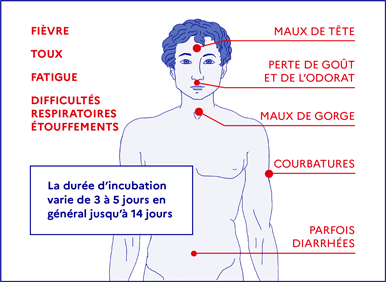 FIÈVRE
TOUX
FATIGUE
DIFFICULTÉS
RESPIRATOIRES
ÉTOUFFEMENTS
MAUX DE TÊTE
PERTE DE GOÛT
ET DE L'ODORAT
MAUX DE GORGE
COURBATURES
PARFOIS
DIARRHÉES
La durée d'incubation
varie de 3 à 5 jours en
général jusqu'à 14 jours